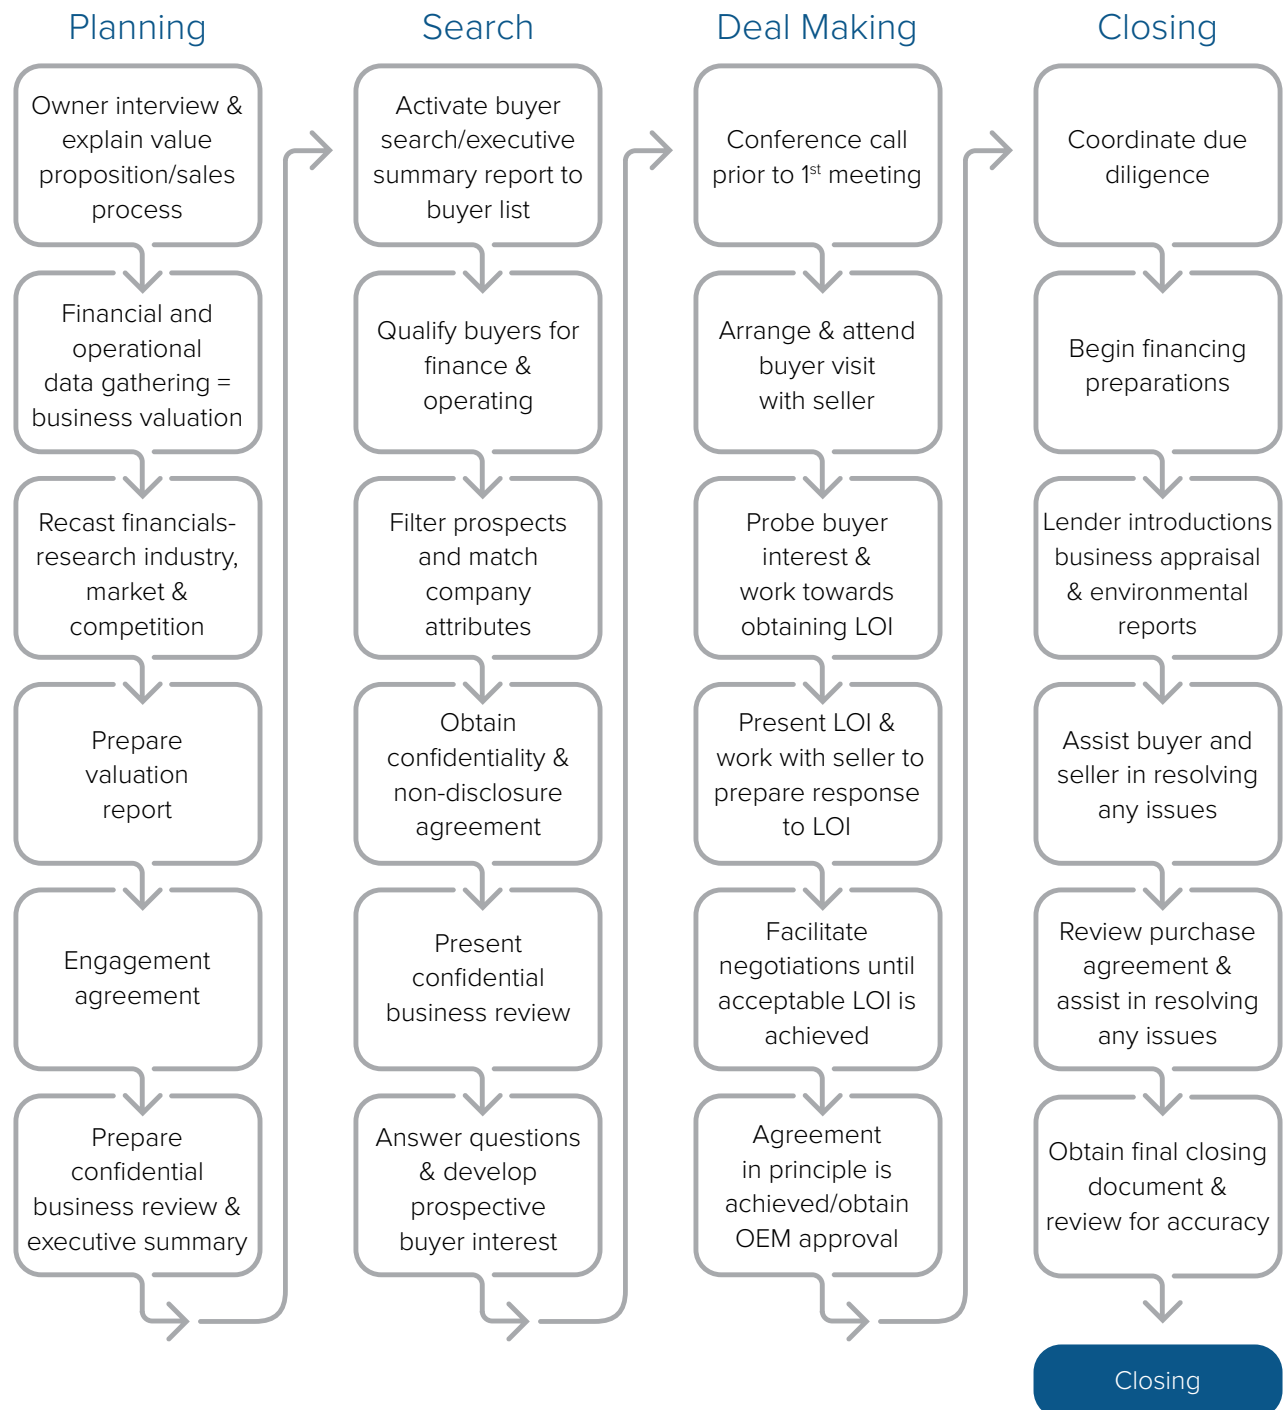 Planning
Owner interview &
explain value
proposition/sales
process
Financial and
operational
data gathering =
business valuation
Recast financials-
research industry,
market &
competition
Prepare
valuation
report
Engagement
agreement
Prepare
confidential
business review &
executive summary
Search
Activate buyer
search/executive
summary report to
buyer list
Qualify buyers for
finance &
operating
Filter prospects
and match
company
attributes
Obtain
confidentiality &
non-disclosure
agreement
Present
confidential
business review
Answer questions
& develop
prospective
buyer interest
Deal Making
Conference call
prior to 1st meeting
Arrange & attend
buyer visit
with seller
Probe buyer
interest &
work towards
obtaining LOI
Present LOI &
work with seller to
prepare response
to LOI
Facilitate
negotiations until
acceptable LOI is
achieved
Agreement
in principle is
achieved/obtain
OEM approval
Closing
Coordinate due
diligence
Begin financing
preparations
Lender introductions
business appraisal
& environmental
reports
Assist buyer and
seller in resolving
any issues
Review purchase
agreement &
assist in resolving
any issues
Obtain final closing
document &
review for accuracy
Closing